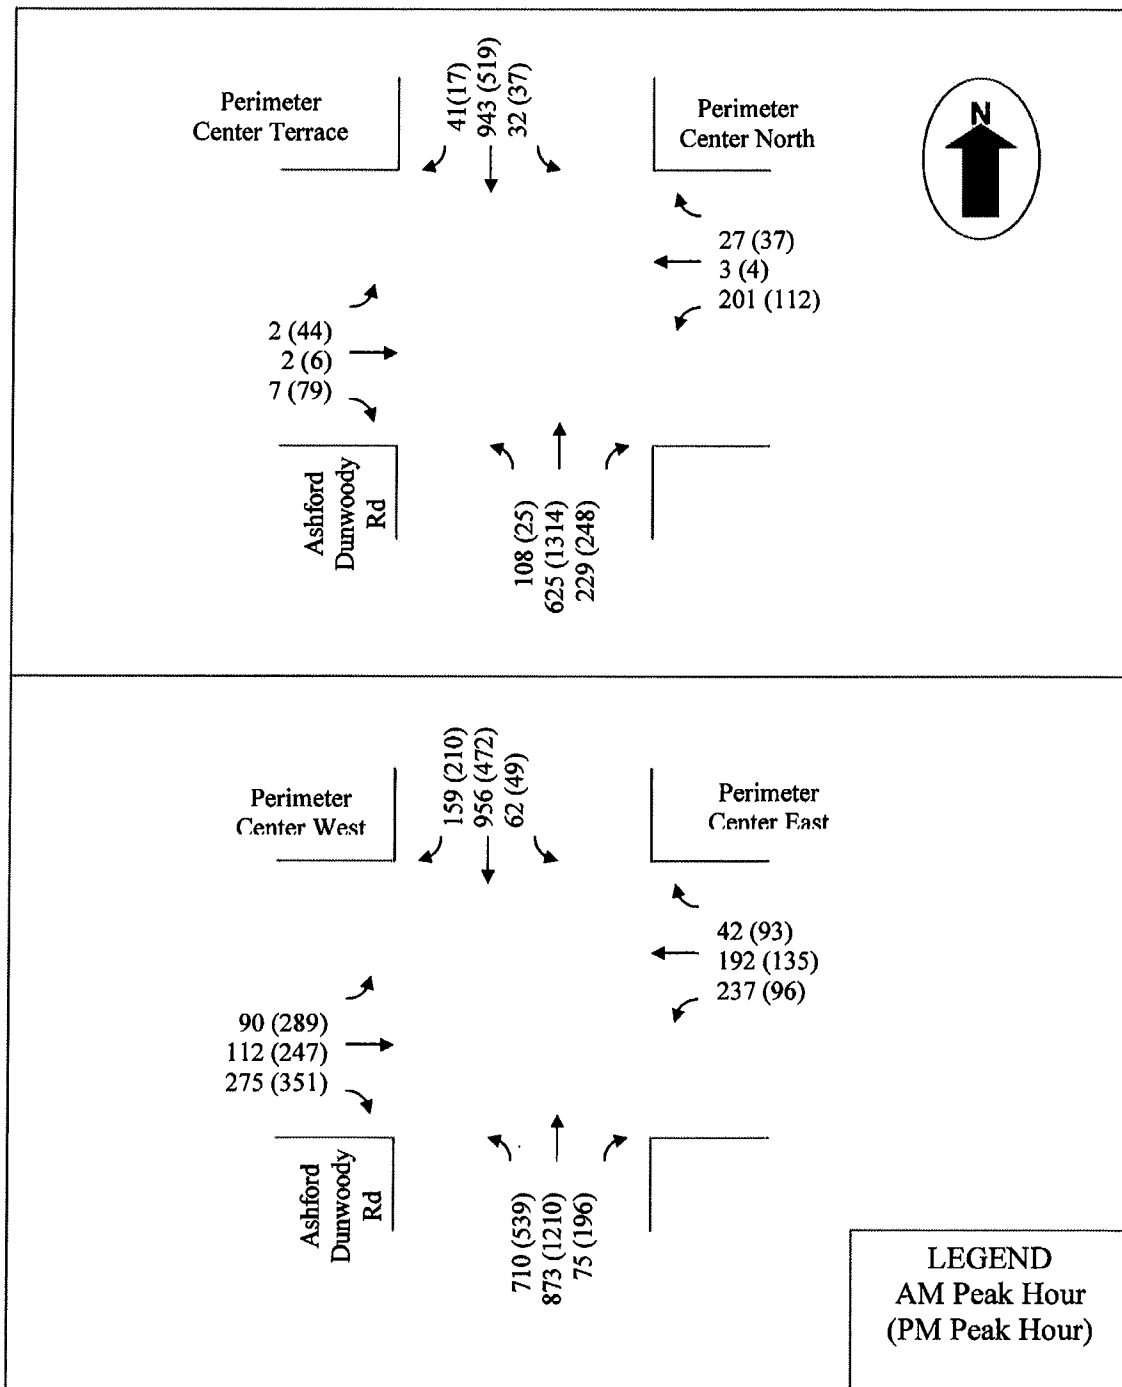 Perimeter
Center Terrace
41(17)
943 (519)
32 (37)
Perimeter
Center North
N
27 (37)
3 (4)
201 (112)
2 (44)
2 (6)
7 (79)
Ashford
Dunwoody
Rd
108 (25)
625 (1314)
229 (248)
Perimeter
Center West
159 (210)
956 (472)
62 (49)
Perimeter
Center East
42 (93)
192 (135)
237 (96)
90 (289)
112 (247)
275 (351)
Ashford
Dunwoody
Rd
710 (539)
873 (1210)
75 (196)
LEGEND
AM Peak Hour
(PM Peak Hour)